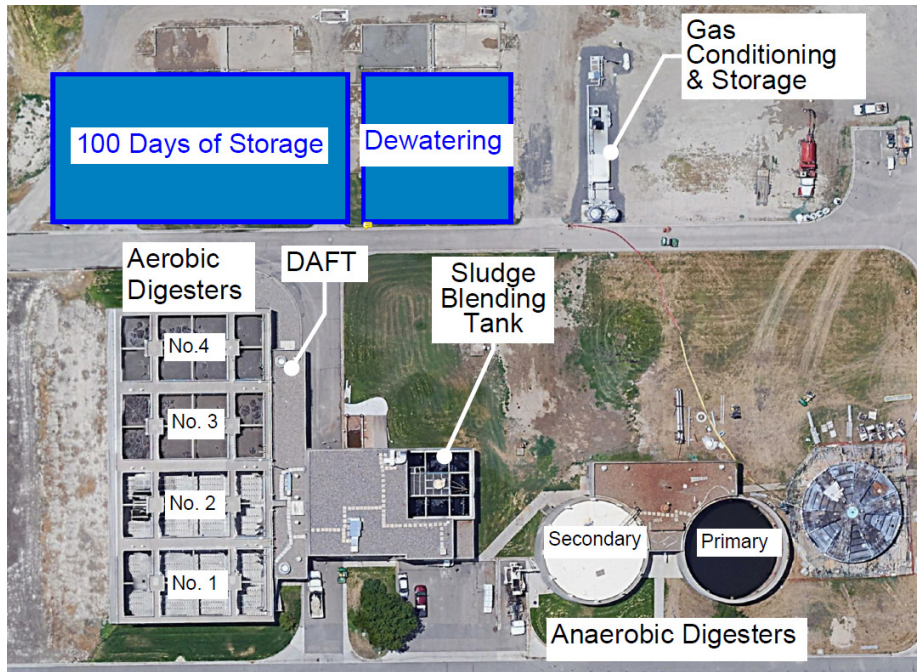 Gas
Conditioning
& Storage
100 Days of Storage
Dewatering
Aerobic
Digesters
DAFT
Sludge
Blending
Tank
No.4
No. 3
No. 2
No. 1
Secondary
Primary
Anaerobic Digesters